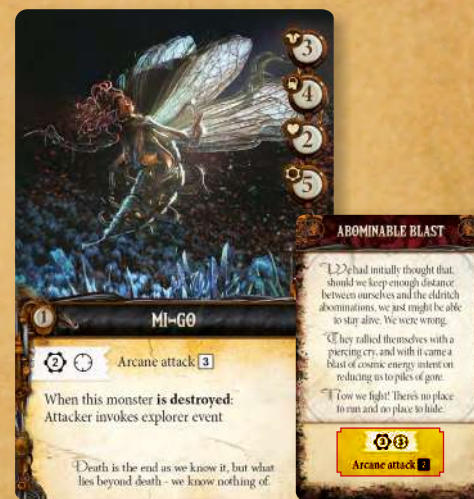 3
4
2
5
1
MI-GO
2
Arcane attack 3
When this monster is destroyed:
Attacker invokes explorer event
Death is the end as we know it, but what
lies beyond death - we know nothing of.
ABOMINABLE BLAST
We had initially thought that,
should we keep enough distance
between ourselves and the eldritch
abominations, we just might be able
to stay alive. We were wrong.
They rallied themselves with a
piercing cry, and with it came a
blast of cosmic energy intent on
reducing us to piles of gore.
Now we fight! There's no place
to run and no place to hide.
Arcane attack 2